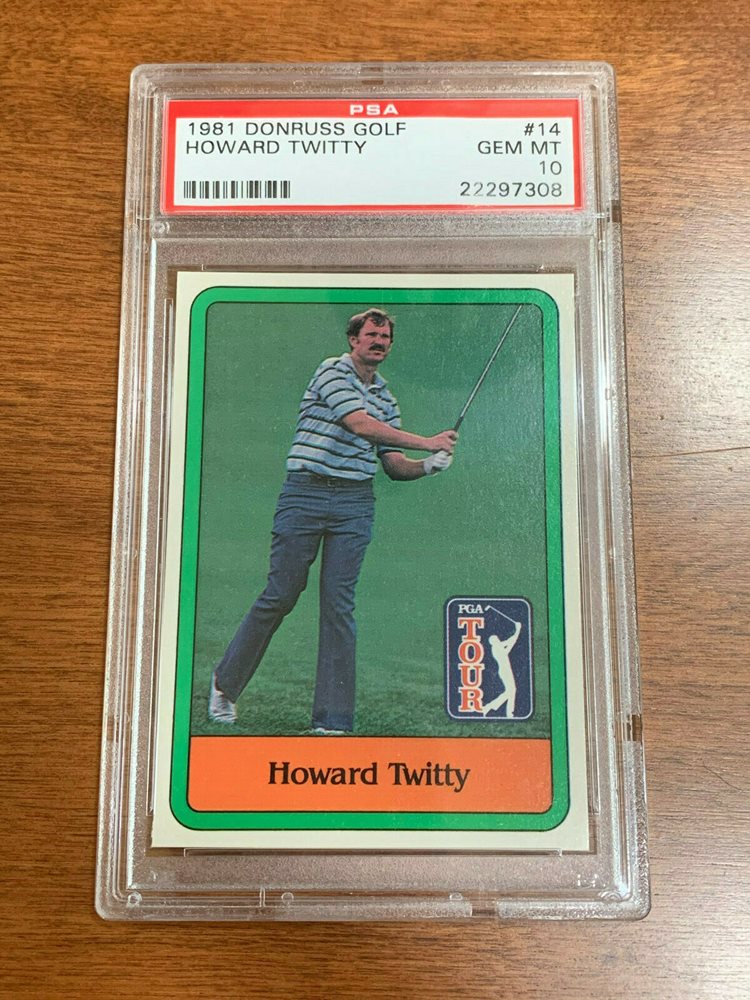 PSA
1981 DONRUSS GOLF #14
HOWARD TWITTY GEM MT
10
22297308
PGA
TOUR
Howard Twitty